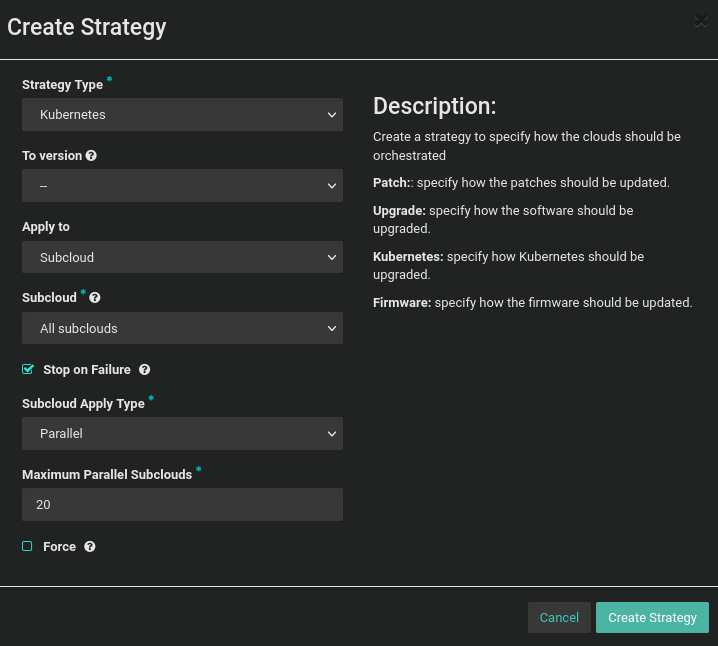 Create Strategy
Strategy Type *
Kubernetes
To version
--
Apply to
Subcloud
Subcloud *
All subclouds
Stop on Failure
Subcloud Apply Type *
Parallel
Maximum Parallel Subclouds *
20
Force
Description:
Create a strategy to specify how the clouds should be
orchestrated
Patch:: specify how the patches should be updated.
Upgrade: specify how the software should be
upgraded.
Kubernetes: specify how Kubernetes should be
upgraded.
Firmware: specify how the firmware should be updated.
Cancel
Create Strategy